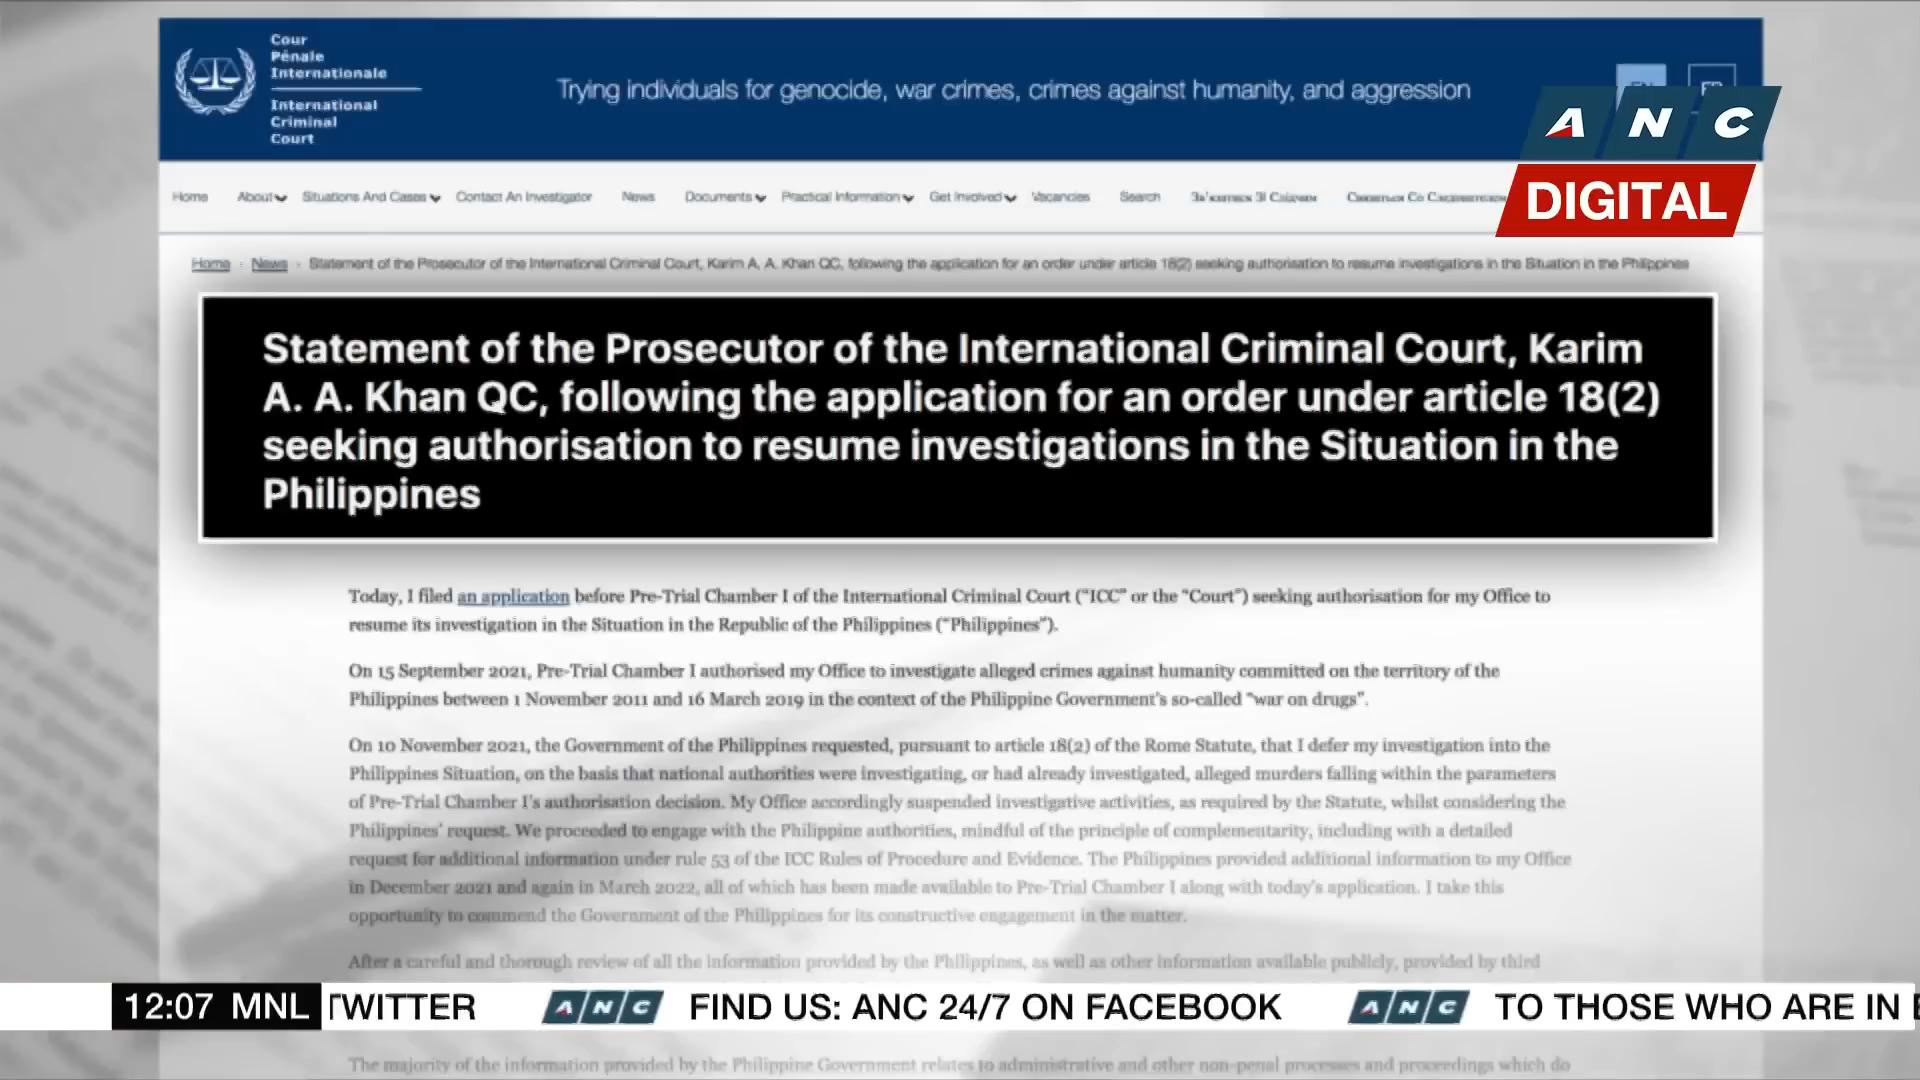 Cour
Pénale
Internationale
International
Criminal
Court
Trying individuals for genocide, war crimes, crimes against humanity, and aggression
EN FR
A N C
DIGITAL
Home About Situations And Cases Contact An Investigator News Documents Practical Information Get Involved Vacancies Search
Home News Statement of the Prosecutor of the International Criminal Court, Karim A. A. Khan QC, following the application for an order under article 18(2) seeking authorisation to resume investigations in the Situation in the Philippines
Statement of the Prosecutor of the International Criminal Court, Karim
A. A. Khan QC, following the application for an order under article 18(2)
seeking authorisation to resume investigations in the Situation in the
Philippines
Today, I filed an application before Pre-Trial Chamber I of the International Criminal Court (“ICC” or the “Court”) seeking authorisation for my Office to
resume its investigation in the Situation in the Republic of the Philippines (“Philippines”).
On 15 September 2021, Pre-Trial Chamber I authorised my Office to investigate alleged crimes against humanity committed on the territory of the
Philippines between 1 November 2011 and 16 March 2019 in the context of the Philippine Government’s so-called “war on drugs”.
On 10 November 2021, the Government of the Philippines requested, pursuant to article 18(2) of the Rome Statute, that I defer my investigation into the
Philippines Situation, on the basis that national authorities were investigating, or had already investigated, alleged murders falling within the parameters
of Pre-Trial Chamber I’s authorisation decision. My Office accordingly suspended investigative activities, as required by the Statute, whilst considering the
Philippines’ request. We proceeded to engage with the Philippine authorities, mindful of the principle of complementarity, including with a detailed
request for additional information under rule 53 of the ICC Rules of Procedure and Evidence. The Philippines provided additional information to my Office
in December 2021 and again in March 2022, all of which has been made available to Pre-Trial Chamber I along with today’s application. I take this
opportunity to commend the Government of the Philippines for its constructive engagement in the matter.
After a careful and thorough review of all the information provided by the Philippines, as well as other information available publicly, provided by third
12:07 MNL TWITTER ANC FIND US: ANC 24/7 ON FACEBOOK ANC TO THOSE WHO ARE IN
The majority of the information provided by the Philippine Government relates to administrative and other non-penal processes and proceedings which do